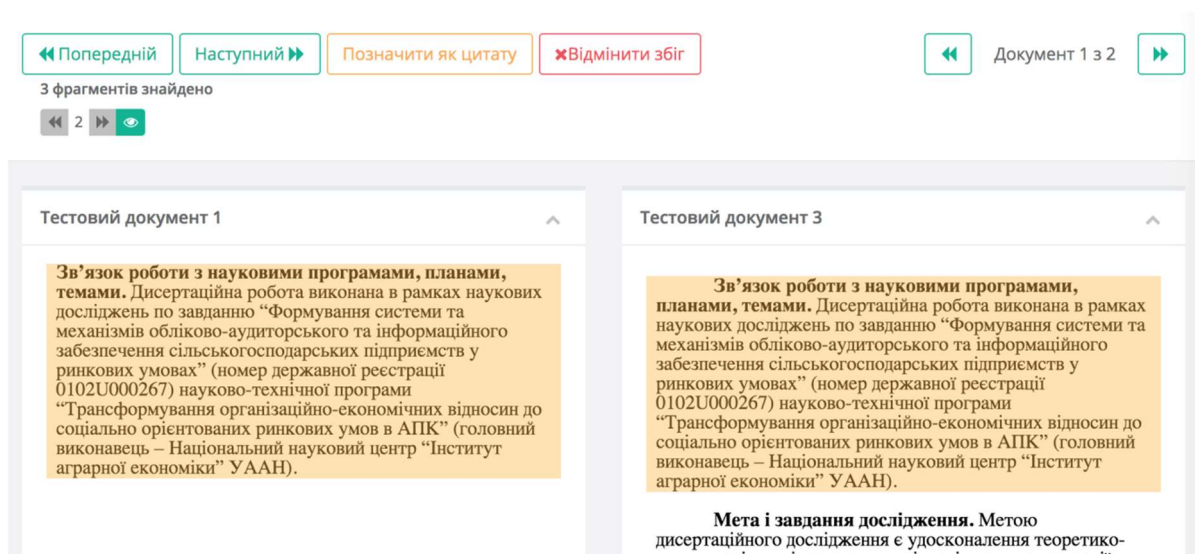 Попередній Наступний Позначити як цитату Відмінити збіг Документ 1 з 2
3 фрагментів знайдено
2
Тестовий документ 1
Зв’язок роботи з науковими програмами, планами,
темами. Дисертаційна робота виконана в рамках наукових
досліджень по завданню “Формування системи та
механізмів обліково-аудиторського та інформаційного
забезпечення сільськогосподарських підприємств у
ринкових умовах” (номер державної реєстрації
0102U000267) науково-технічної програми
“Трансформування організаційно-економічних відносин до
соціально орієнтованих ринкових умов в АПК” (головний
виконавець – Національний науковий центр “Інститут
аграрної економіки” УААН).
Тестовий документ 3
Зв’язок роботи з науковими програмами,
планами, темами. Дисертаційна робота виконана в рамках
наукових досліджень по завданню “Формування системи та
механізмів обліково-аудиторського та інформаційного
забезпечення сільськогосподарських підприємств у
ринкових умовах” (номер державної реєстрації
0102U000267) науково-технічної програми
“Трансформування організаційно-економічних відносин до
соціально орієнтованих ринкових умов в АПК” (головний
виконавець – Національний науковий центр “Інститут
аграрної економіки” УААН).
Мета і завдання дослідження. Метою
дисертаційного дослідження є удосконалення теоретико-